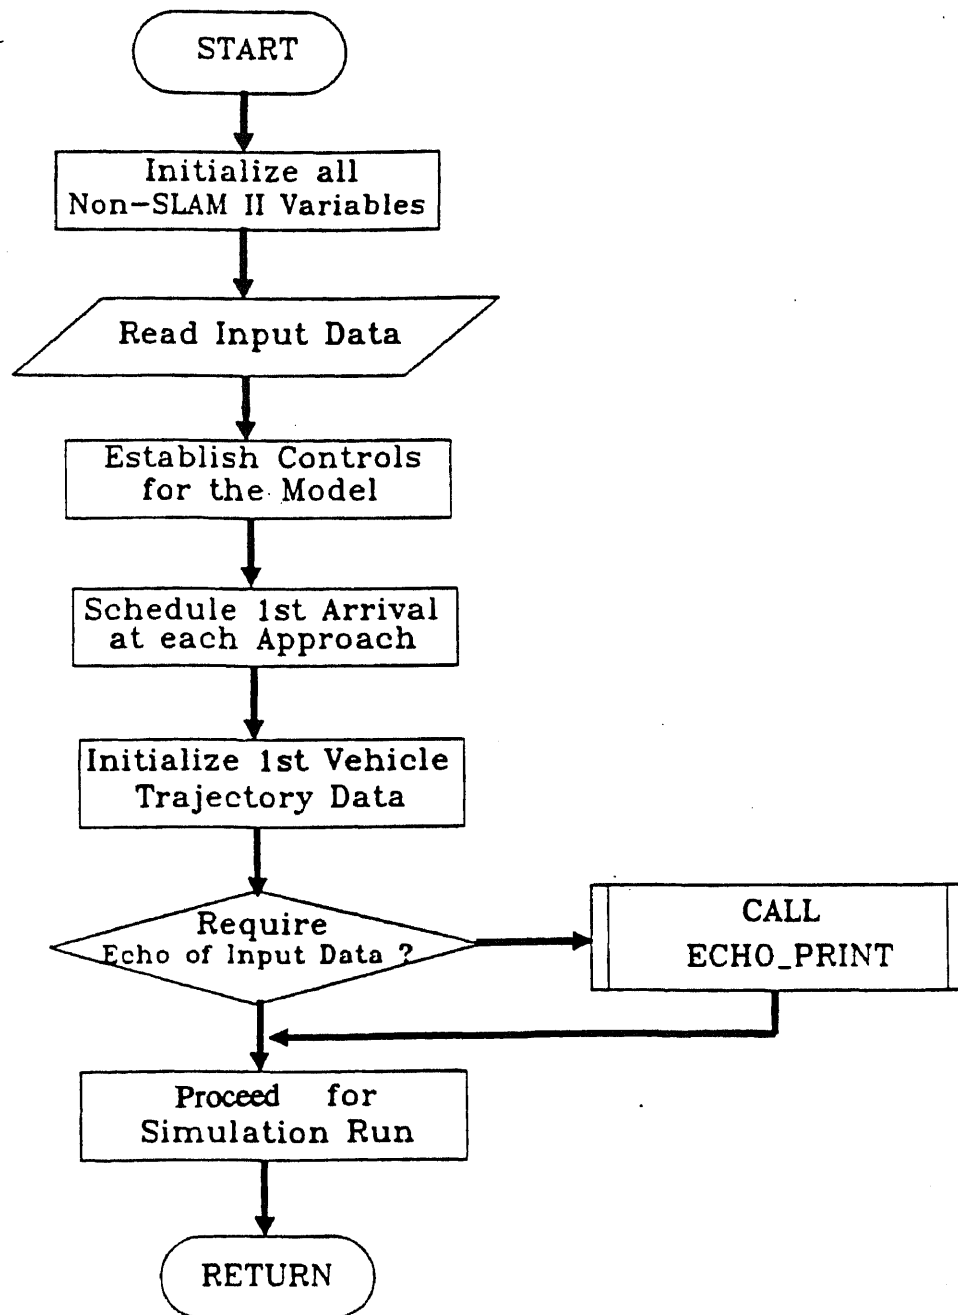 START
Initialize all
Non-SLAM II Variables
Read Input Data
Establish Controls
for the Model
Schedule 1st Arrival
at each Approach
Initialize 1st Vehicle
Trajectory Data
Require
Echo of Input Data ?
CALL
ECHO_PRINT
Proceed for
Simulation Run
RETURN